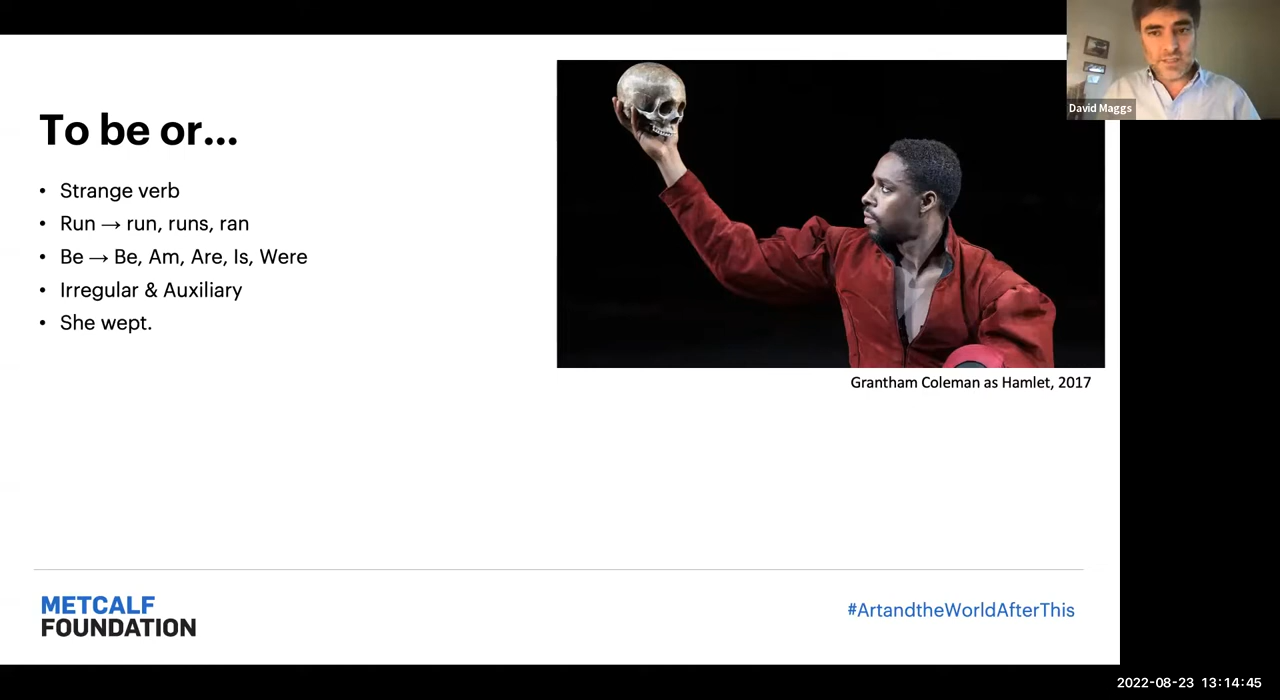 David Maggs
To be or...
• Strange verb
• Run → run, runs, ran
• Be → Be, Am, Are, Is, Were
• Irregular & Auxiliary
• She wept.
Grantham Coleman as Hamlet, 2017
METCALF
FOUNDATION
#ArtandtheWorldAfterThis
2022-08-23 13:14:45